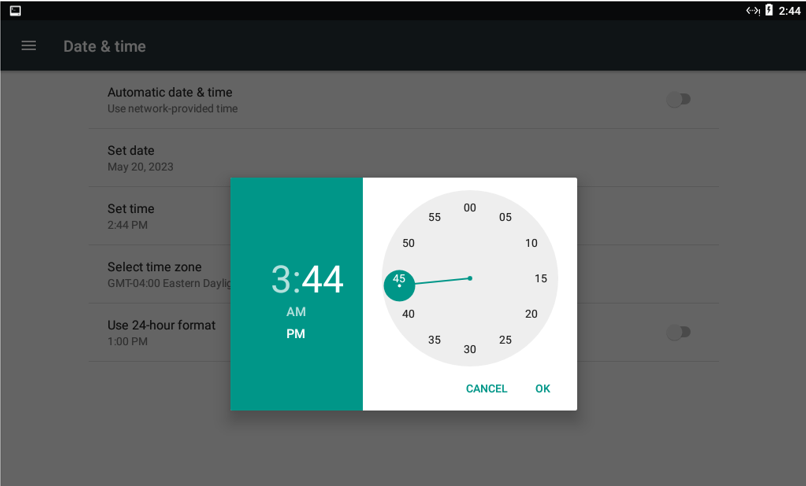 2:44
Date & time
Automatic date & time
Use network-provided time
Set date
May 20, 2023
Set time
2:44 PM
Select time zone
GMT-04:00 Eastern Daylig
Use 24-hour format
1:00 PM
3:44
AM
PM
00
05
10
15
20
25
30
35
40
45
50
55
CANCEL OK